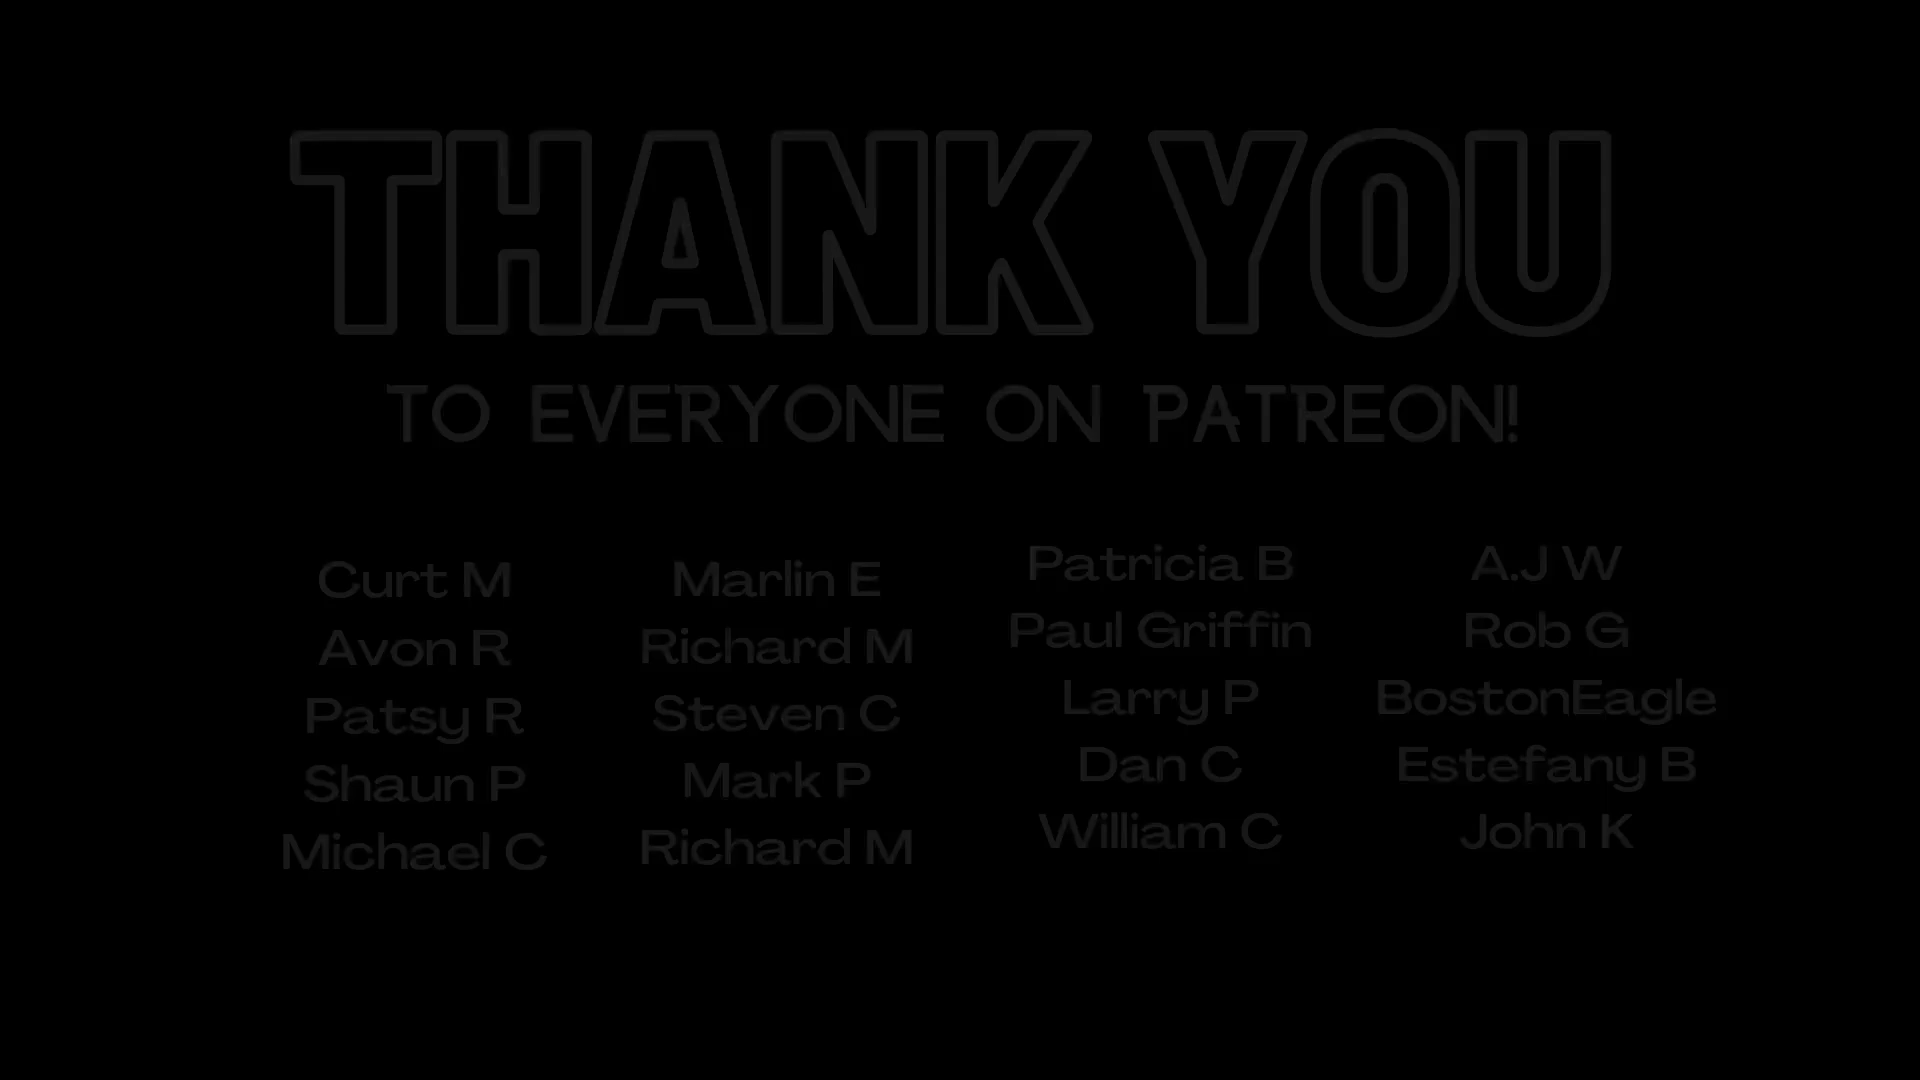 THANK YOU
TO EVERYONE ON PATREON!
Curt M
Avon R
Patsy R
Shaun P
Michael C
Marlin E
Richard M
Steven C
Mark P
Richard M
Patricia B
Paul Griffin
Larry P
Dan C
William C
A.J W
Rob G
BostonEagle
Estefany B
John K